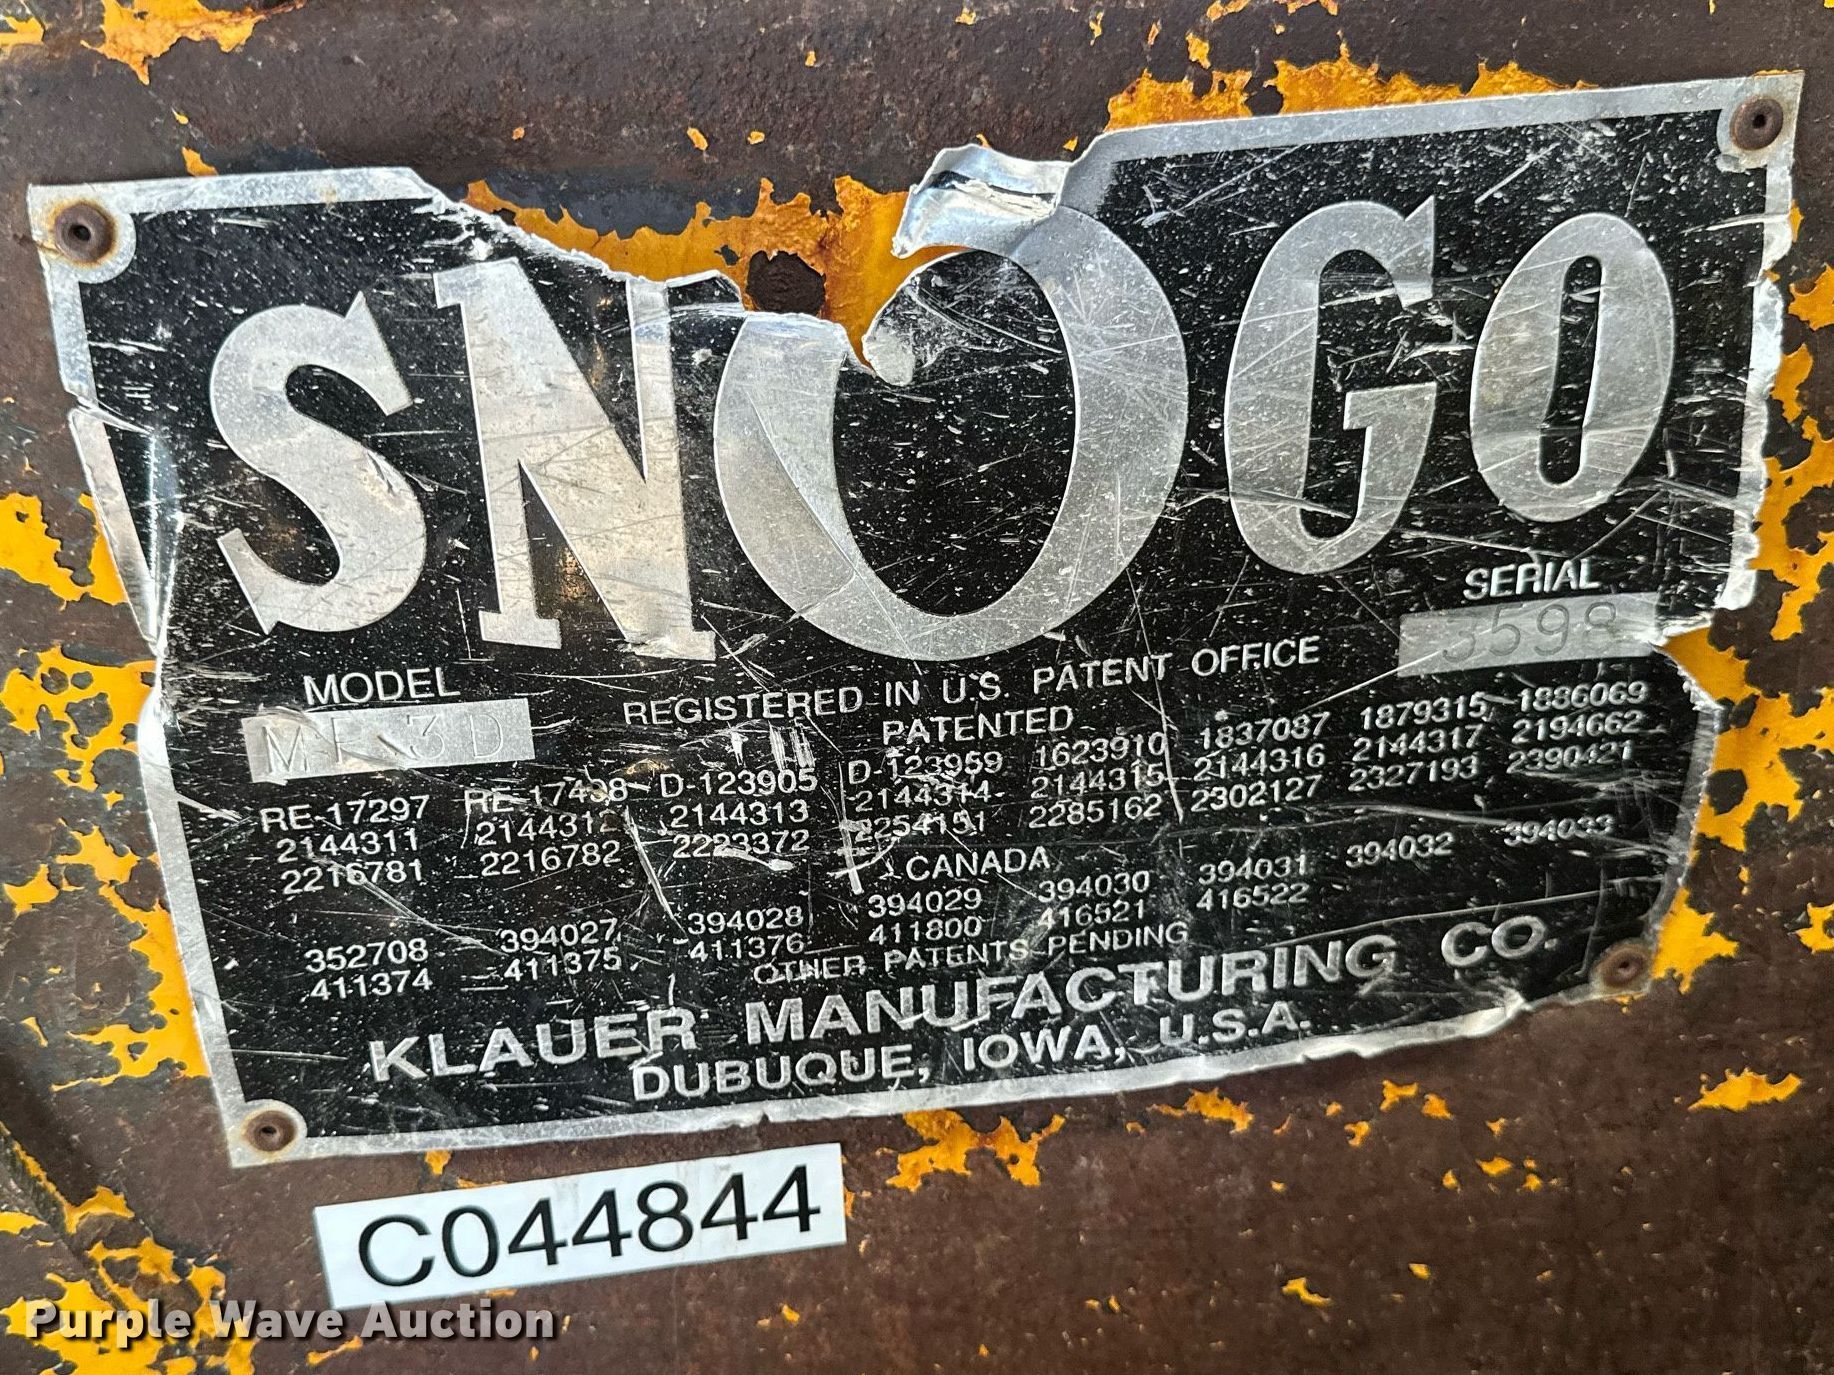 SNOGO
SERIAL
3598
MODEL
MP-3D
REGISTERED IN U.S. PATENT OFFICE
PATENTED
RE-17297 RE-17438 D-123905 D-123959 1623910 1837087 1879315 1886069
2144311 2144312 2144313 2144314 2144315 2144316 2144317 2194662
2216781 2216782 2223372 2254151 2285162 2302127 2327193 2390421
CANADA
352708 394027 394028 394029 394030 394031 394032 394033
411374 411375 411376 411800 416521 416522
OTHER PATENTS PENDING
KLAUER MANUFACTURING CO.
DUBUQUE, IOWA, U.S.A.
C044844
Purple Wave Auction